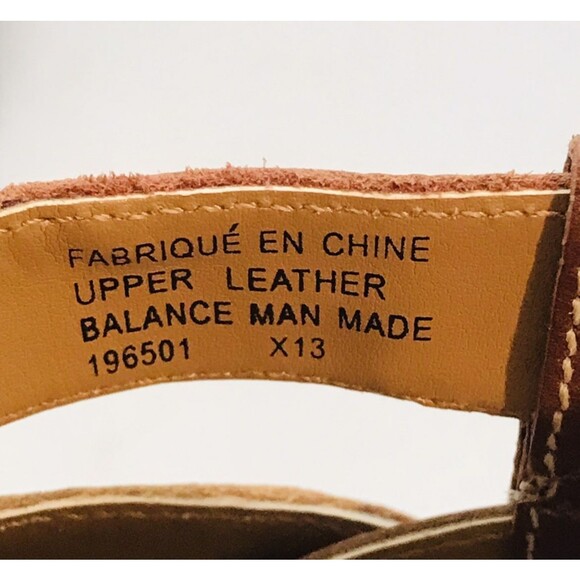 FABRIQUÉ EN CHINE
UPPER LEATHER
BALANCE MAN MADE
196501 X13